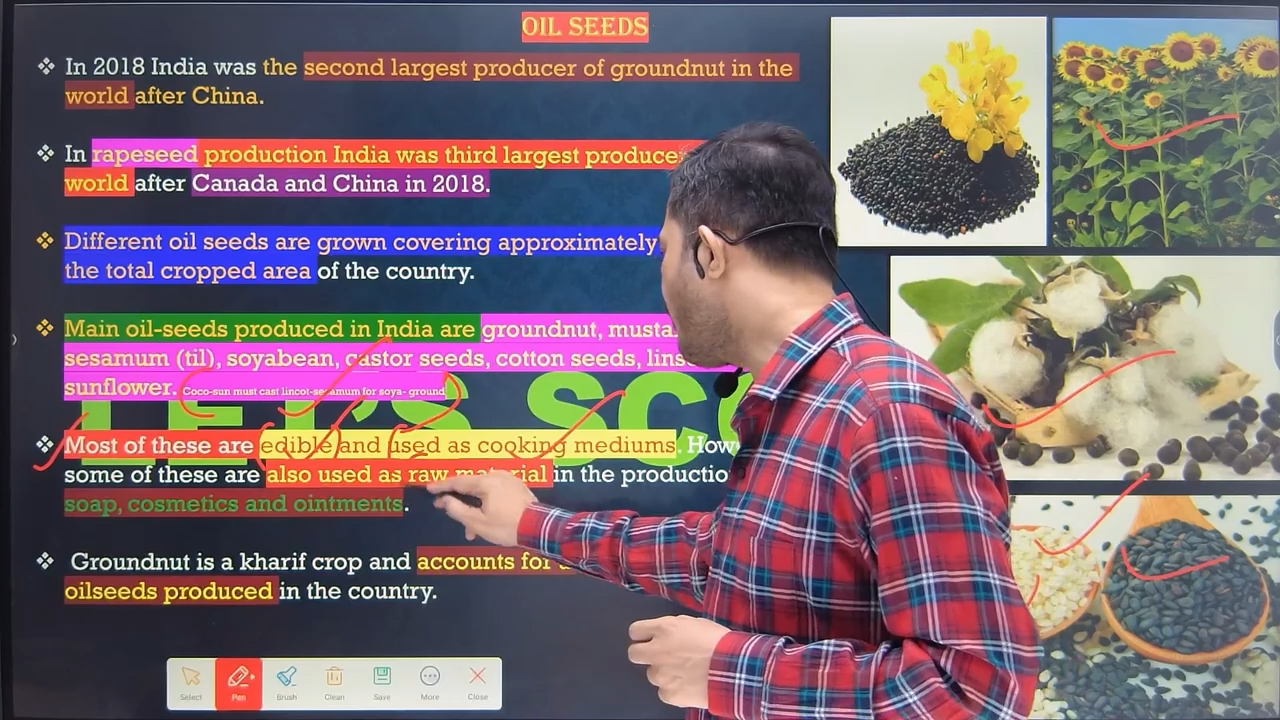 OIL SEEDS
❖ In 2018 India was the second largest producer of groundnut in the
world after China.
❖ In rapeseed production India was third largest
world after Canada and China in 2018.
❖ Different oil seeds are grown covering approximately
the total cropped area of the country.
❖ Main oil-seeds produced in India are groundnut,
sesamum (til), soyabean, castor seeds, cotton seeds,
sunflower. Coco-sun must cast lincot-sesamum for soya- ground
LET'S
❖ Most of these are edible and used as cooking mediums.
some of these are also used as raw material in the
soap, cosmetics and ointments.
❖ Groundnut is a kharif crop and accounts for
oilseeds produced in the country.
Select Pen Brush Clean Save More Close